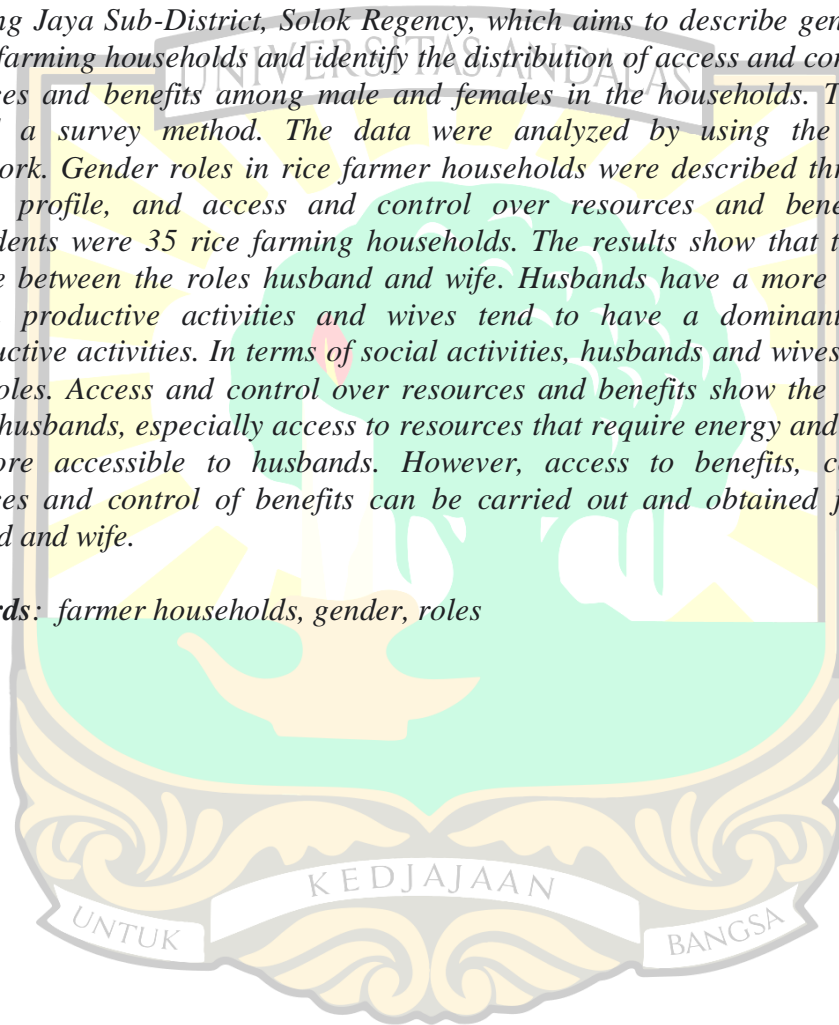 ng Jaya Sub-District, Solok Regency, which aims to describe gen
farming households and identify the distribution of access and con
es and benefits among male and females in the households. T
a survey method. The data were analyzed by using the
ork. Gender roles in rice farmer households were described thr
profile, and access and control over resources and bene
dents were 35 rice farming households. The results show that t
e between the roles husband and wife. Husbands have a more
productive activities and wives tend to have a dominant
uctive activities. In terms of social activities, husbands and wives
oles. Access and control over resources and benefits show the
husbands, especially access to resources that require energy and
ore accessible to husbands. However, access to benefits, c
es and control of benefits can be carried out and obtained j
d and wife.
rds: farmer households, gender, roles
UNIVERSITAS ANDALAS
KEDJAJAAN
UNTUK
BANGSA